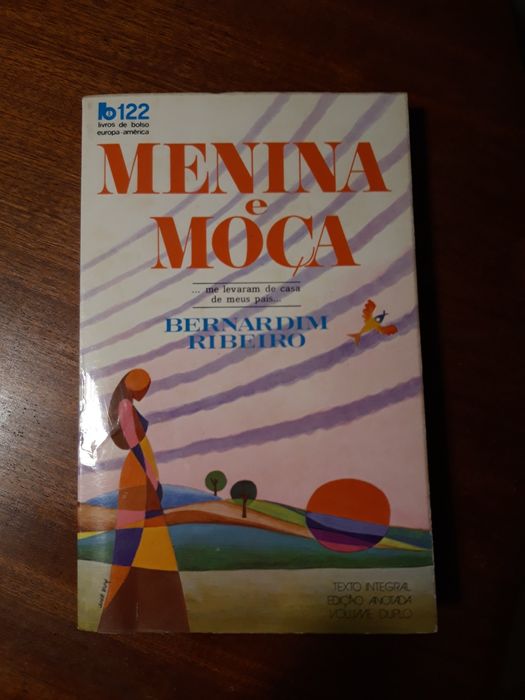 b122
livros de bolso
europa-américa
MENINA
e
MOÇA
... me levaram de casa
de meus pais...
BERNARDIM
RIBEIRO
TEXTO INTEGRAL
EDIÇÃO ANOTADA
VOLUME DUPLO